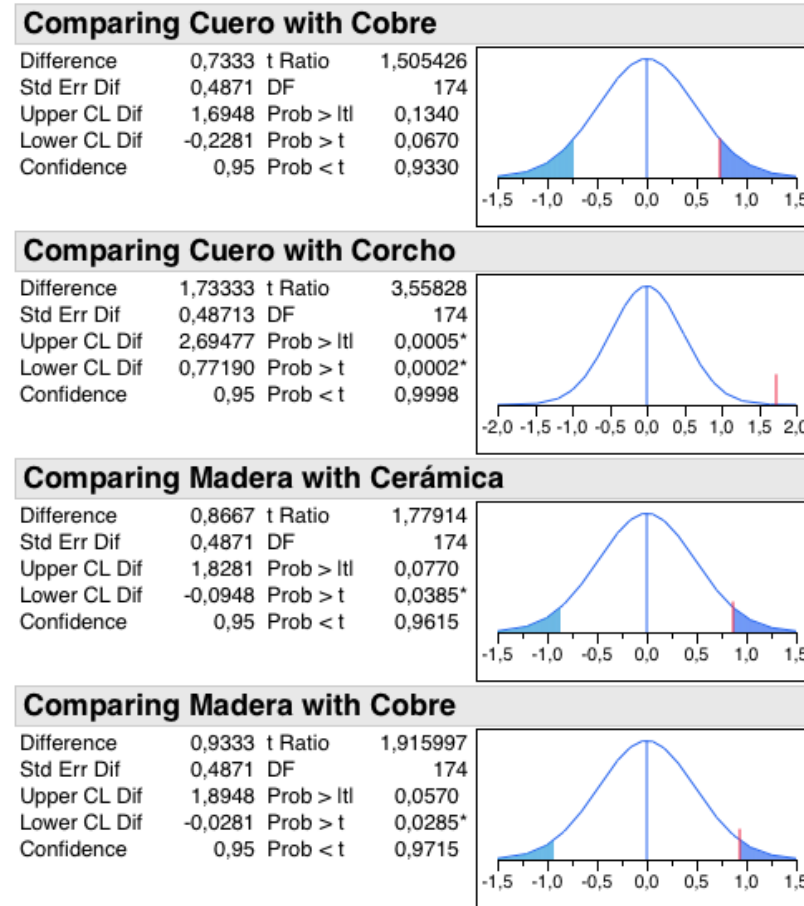 Comparing Cuero with Cobre
Difference 0,7333 t Ratio 1,505426
Std Err Dif 0,4871 DF 174
Upper CL Dif 1,6948 Prob > |t| 0,1340
Lower CL Dif -0,2281 Prob > t 0,0670
Confidence 0,95 Prob < t 0,9330
-1,5 -1,0 -0,5 0,0 0,5 1,0 1,5
Comparing Cuero with Corcho
Difference 1,73333 t Ratio 3,55828
Std Err Dif 0,48713 DF 174
Upper CL Dif 2,69477 Prob > |t| 0,0005*
Lower CL Dif 0,77190 Prob > t 0,0002*
Confidence 0,95 Prob < t 0,9998
-2,0 -1,5 -1,0 -0,5 0,0 0,5 1,0 1,5 2,0
Comparing Madera with Cerámica
Difference 0,8667 t Ratio 1,77914
Std Err Dif 0,4871 DF 174
Upper CL Dif 1,8281 Prob > |t| 0,0770
Lower CL Dif -0,0948 Prob > t 0,0385*
Confidence 0,95 Prob < t 0,9615
-1,5 -1,0 -0,5 0,0 0,5 1,0 1,5
Comparing Madera with Cobre
Difference 0,9333 t Ratio 1,915997
Std Err Dif 0,4871 DF 174
Upper CL Dif 1,8948 Prob > |t| 0,0570
Lower CL Dif -0,0281 Prob > t 0,0285*
Confidence 0,95 Prob < t 0,9715
-1,5 -1,0 -0,5 0,0 0,5 1,0 1,5